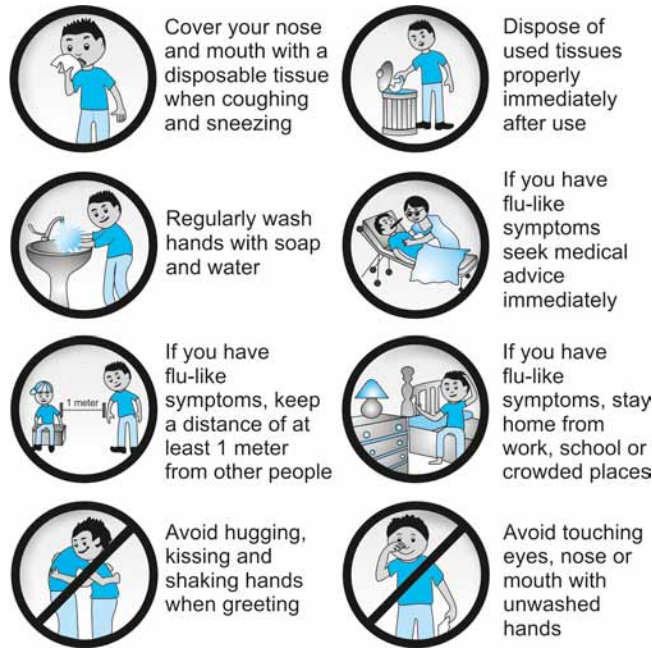 Cover your nose
and mouth with a
disposable tissue
when coughing
and sneezing
Dispose of
used tissues
properly
immediately
after use
Regularly wash
hands with soap
and water
If you have
flu-like
symptoms
seek medical
advice
immediately
1 meter
If you have
flu-like
symptoms, keep
a distance of at
least 1 meter
from other people
If you have
flu-like
symptoms, stay
home from
work, school or
crowded places
Avoid hugging,
kissing and
shaking hands
when greeting
Avoid touching
eyes, nose or
mouth with
unwashed
hands